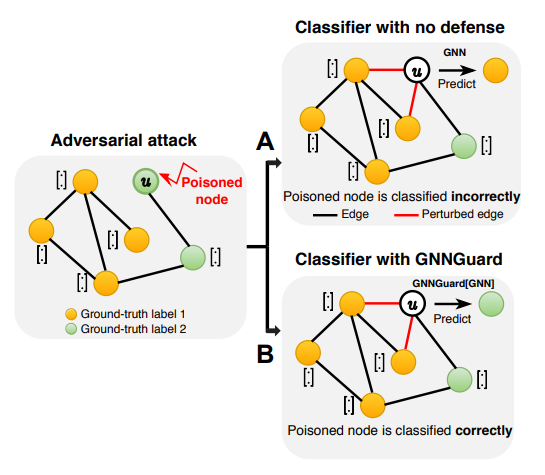 Adversarial attack
[:]
u
Poisoned
node
[:]
[:]
[:]
[:]
Ground-truth label 1
Ground-truth label 2
A
Classifier with no defense
GNN
[:]
u
Predict
[:]
[:]
[:]
[:]
Poisoned node is classified incorrectly
Edge
Perturbed edge
B
Classifier with GNNGuard
GNNGuard[GNN]
[:]
u
Predict
[:]
[:]
[:]
[:]
Poisoned node is classified correctly